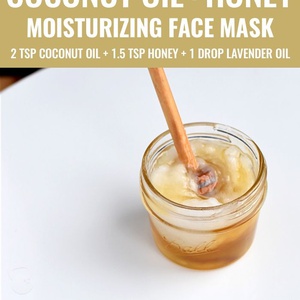 COCONUT OIL + HONEY
MOISTURIZING FACE MASK
2 TSP COCONUT OIL + 1.5 TSP HONEY + 1 DROP LAVENDER OIL